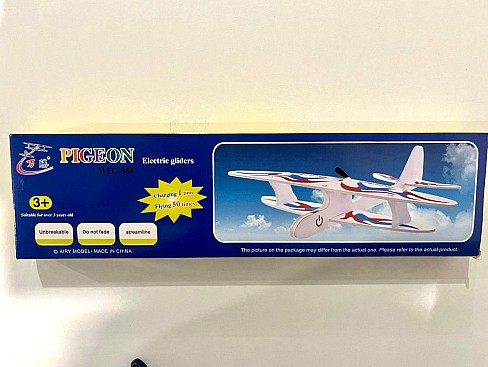 PIGEON
Electric gliders
Charging 1 time
Flying 50 times
3+
Suitable for over 3 years old
Unbreakable
Do not fade
streamline
© AIRY MODEL • MADE IN CHINA
The picture on the package may differ from the actual one. Please refer to the actual product.